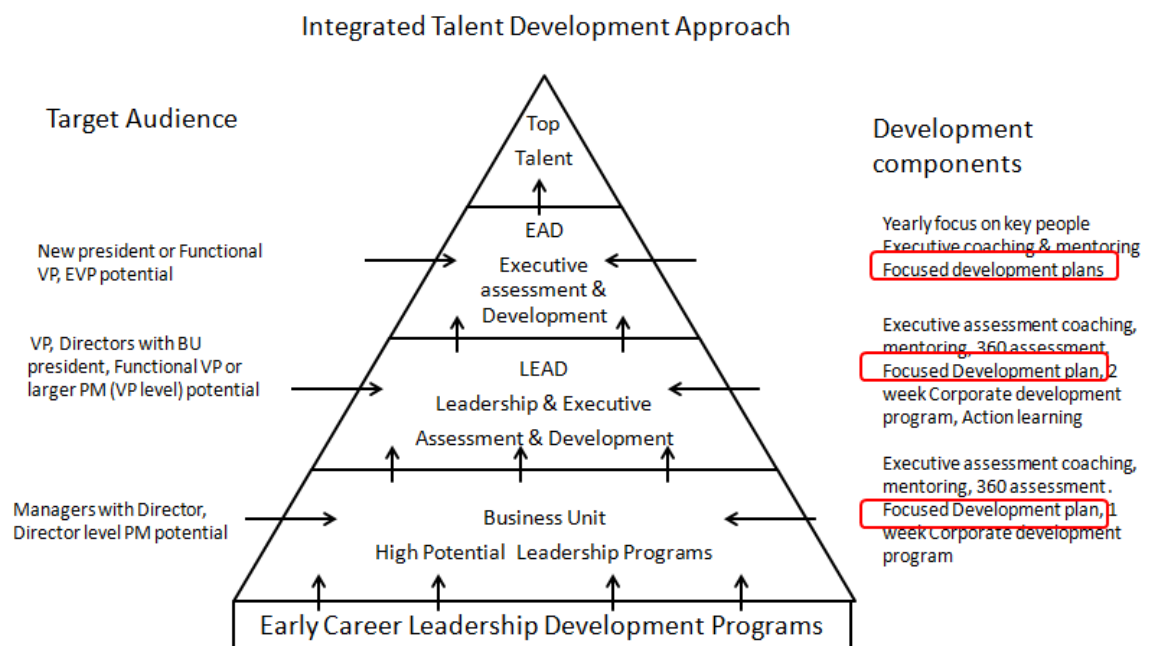 Integrated Talent Development Approach
Target Audience
Development
components
Top
Talent
New president or Functional
VP, EVP potential
EAD
Executive
assessment &
Development
Yearly focus on key people
Executive coaching & mentoring
Focused development plans
VP, Directors with BU
president, Functional VP or
larger PM (VP level) potential
LEAD
Leadership & Executive
Assessment & Development
Executive assessment coaching,
mentoring, 360 assessment,
Focused Development plan, 2
week Corporate development
program, Action learning
Managers with Director,
Director level PM potential
Business Unit
High Potential Leadership Programs
Executive assessment coaching,
mentoring, 360 assessment.
Focused Development plan, 1
week Corporate development
program
Early Career Leadership Development Programs